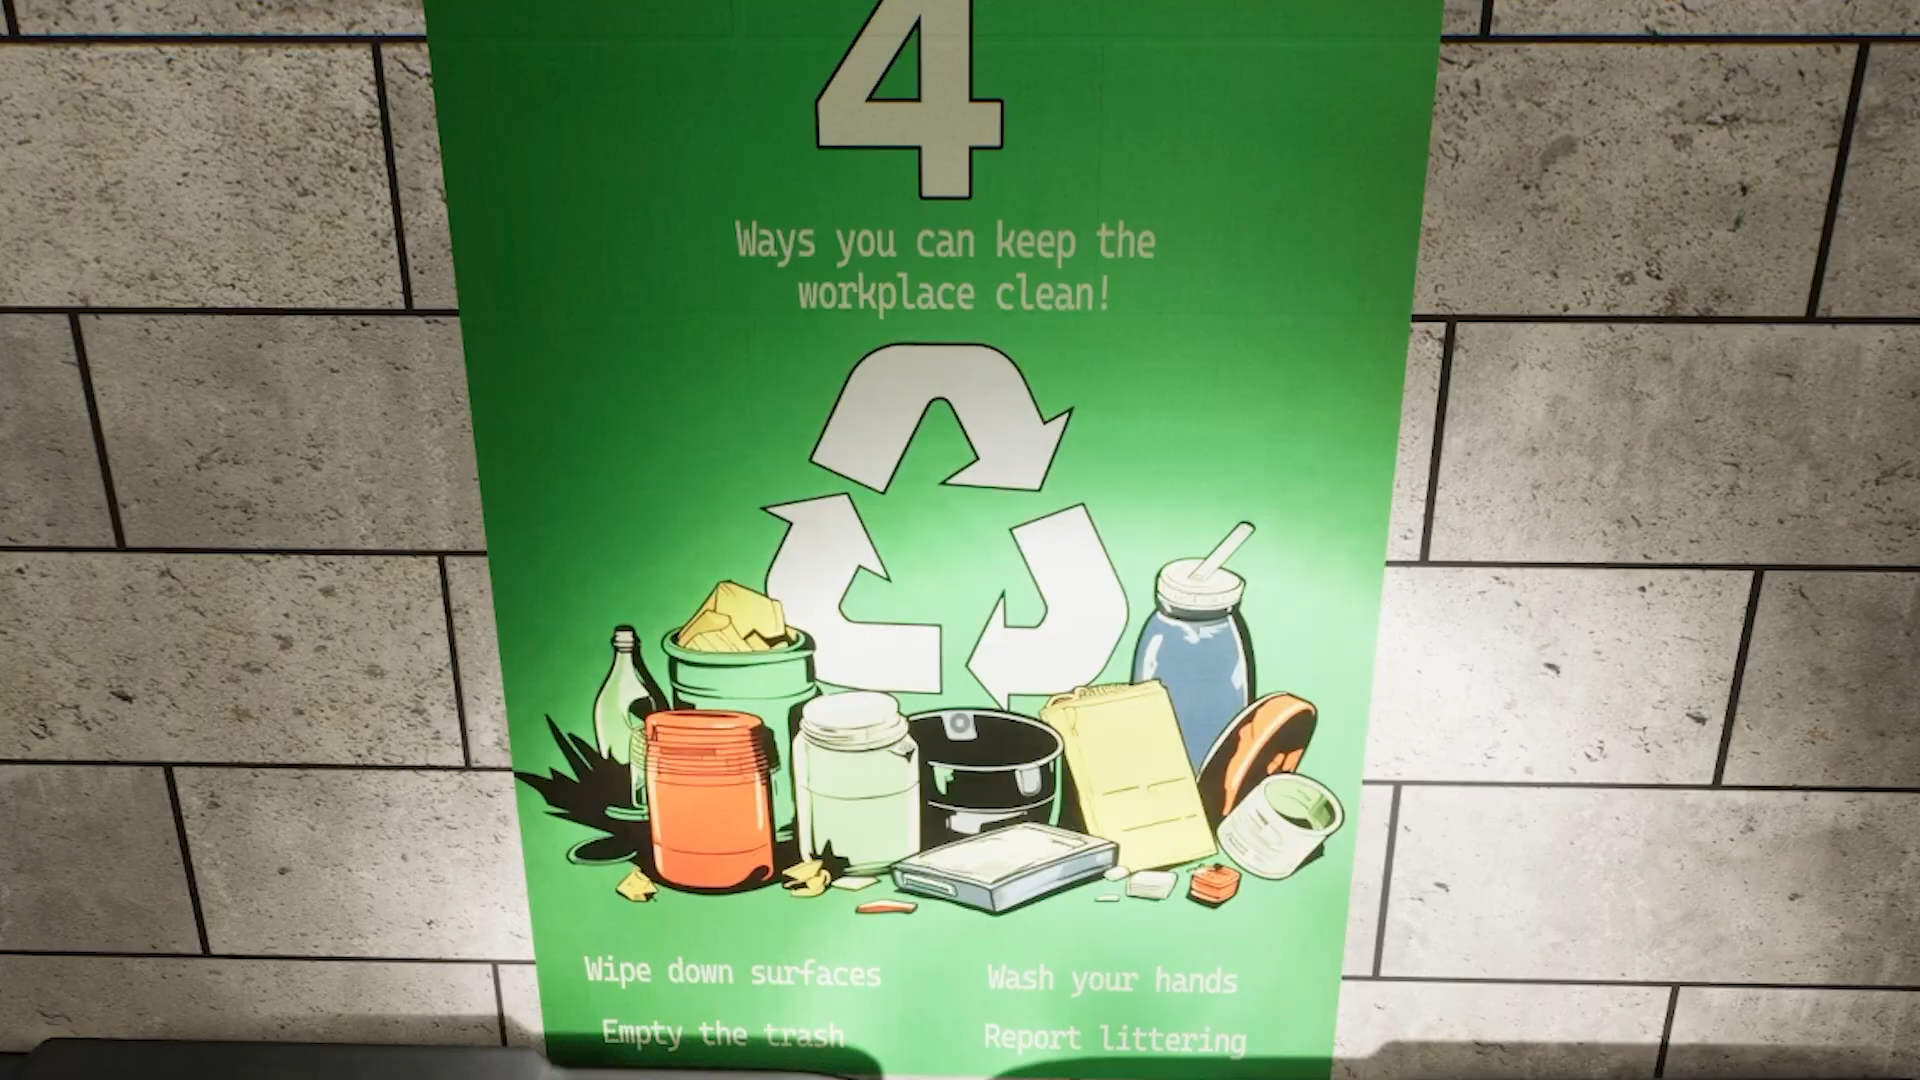 4
Ways you can keep the
workplace clean!
Wipe down surfaces
Wash your hands
Empty the trash
Report littering